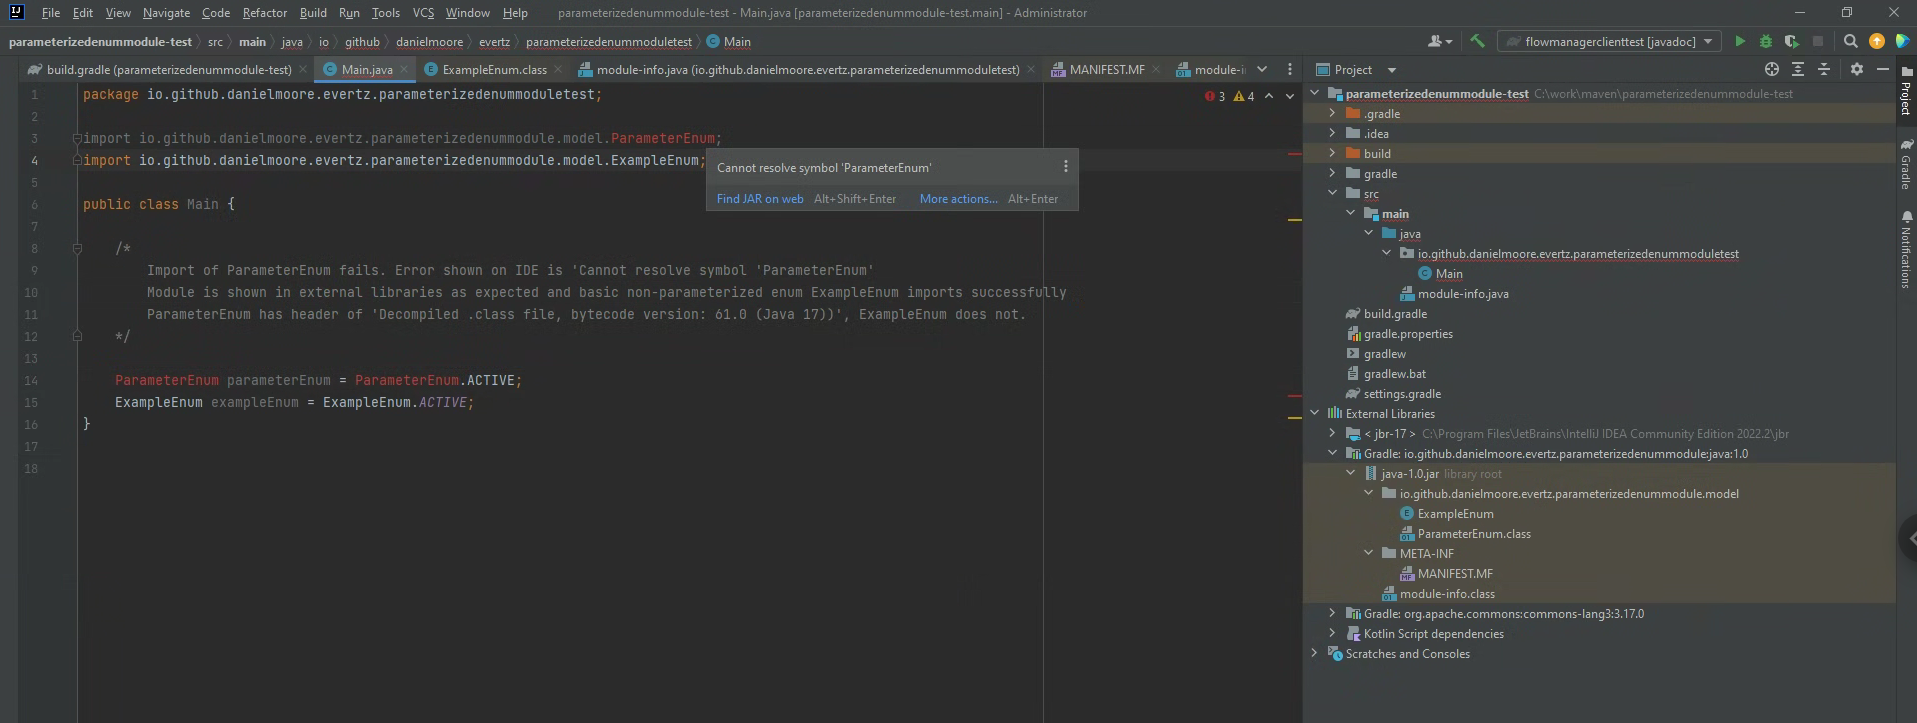 File Edit View Navigate Code Refactor Build Run Tools VCS Window Help parameterizedenummodule-test - Main.java [parameterizedenummodule-test.main] - Administrator
parameterizedenummodule-test src main java io github danielmoore evertz parameterizedenummoduletest Main flowmanagerclienttest [javadoc]
build.gradle (parameterizedenummodule-test) Main.java ExampleEnum.class module-info.java (io.github.danielmoore.evertz.parameterizedenummoduletest) MANIFEST.MF module-i
3 4
1 package io.github.danielmoore.evertz.parameterizedenummoduletest;
2
3 import io.github.danielmoore.evertz.parameterizedenummodule.model.ParameterEnum;
4 import io.github.danielmoore.evertz.parameterizedenummodule.model.ExampleEnum;
Cannot resolve symbol 'ParameterEnum'
Find JAR on web Alt+Shift+Enter More actions... Alt+Enter
5
6 public class Main {
7
8 /*
9 Import of ParameterEnum fails. Error shown on IDE is 'Cannot resolve symbol 'ParameterEnum'
10 Module is shown in external libraries as expected and basic non-parameterized enum ExampleEnum imports successfully
11 ParameterEnum has header of 'Decompiled .class file, bytecode version: 61.0 (Java 17))', ExampleEnum does not.
12 */
13
14 ParameterEnum parameterEnum = ParameterEnum.ACTIVE;
15 ExampleEnum exampleEnum = ExampleEnum.ACTIVE;
16 }
17
18
Project
parameterizedenummodule-test C:\work\maven\parameterizedenummodule-test
.gradle
.idea
build
gradle
src
main
java
io.github.danielmoore.evertz.parameterizedenummoduletest
Main
module-info.java
build.gradle
gradle.properties
gradlew
gradlew.bat
settings.gradle
External Libraries
< jbr-17 > C:\Program Files\JetBrains\IntelliJ IDEA Community Edition 2022.2\jbr
Gradle: io.github.danielmoore.evertz.parameterizedenummodule:java:1.0
java-1.0.jar library root
io.github.danielmoore.evertz.parameterizedenummodule.model
ExampleEnum
ParameterEnum.class
META-INF
MANIFEST.MF
module-info.class
Gradle: org.apache.commons:commons-lang3:3.17.0
Kotlin Script dependencies
Scratches and Consoles
Project
Gradle
Notifications